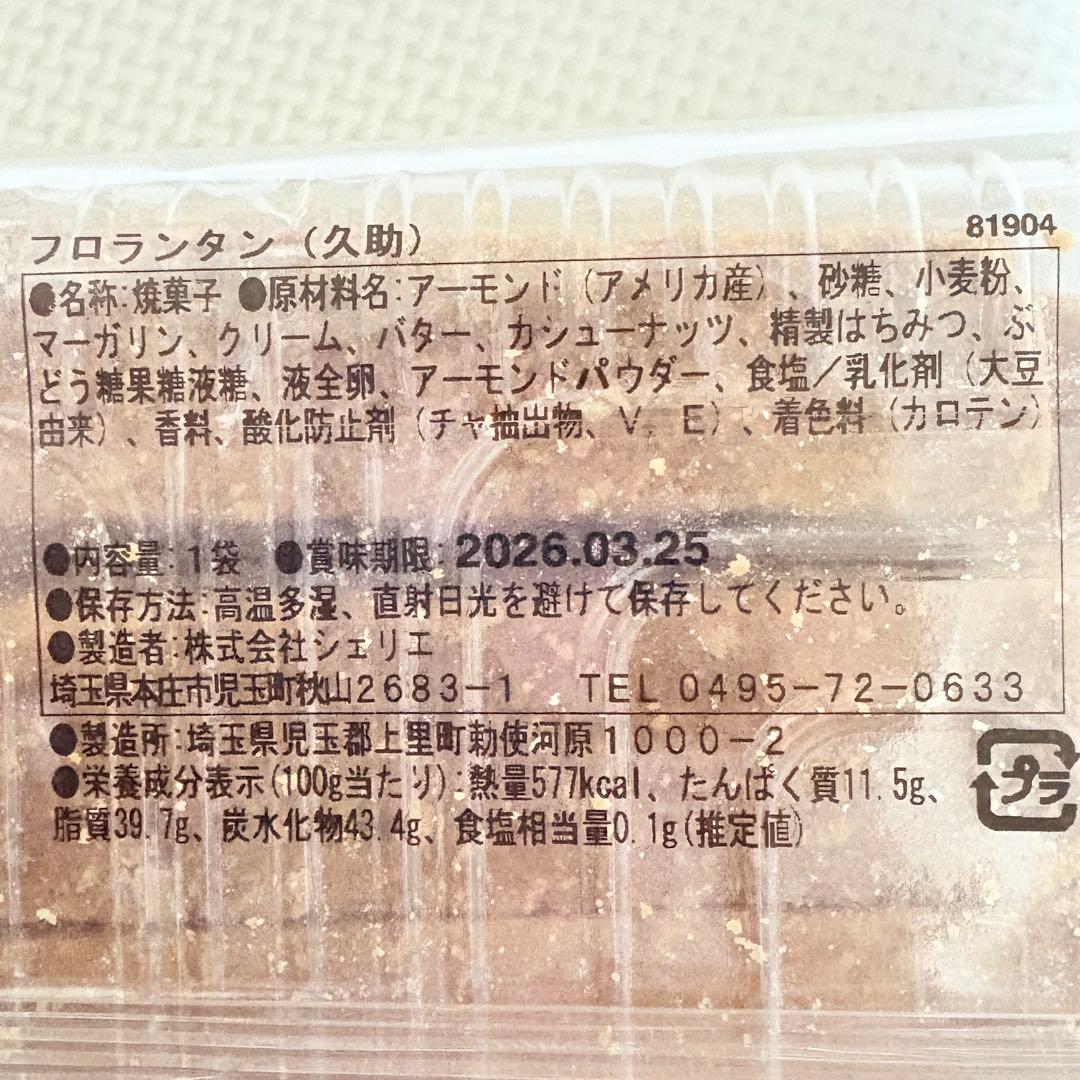 フロランタン（久助）
81904
●名称:焼菓子 ●原材料名:アーモンド（アメリカ産）、砂糖、小麦粉、
マーガリン、クリーム、バター、カシューナッツ、精製はちみつ、ぶ
どう糖果糖液糖、液全卵、アーモンドパウダー、食塩／乳化剤（大豆
由来）、香料、酸化防止剤（チャ抽出物、V．E）、着色料（カロテン）
●内容量:1袋 ●賞味期限:2026.03.25
●保存方法:高温多湿、直射日光を避けて保存してください。
●製造者:株式会社シェリエ
埼玉県本庄市児玉町秋山2683-1 TEL 0495-72-0633
●製造所:埼玉県児玉郡上里町勅使河原1000-2
●栄養成分表示(100g当たり):熱量577kcal、たんぱく質11.5g、
脂質39.7g、炭水化物43.4g、食塩相当量0.1g(推定値)
プラ